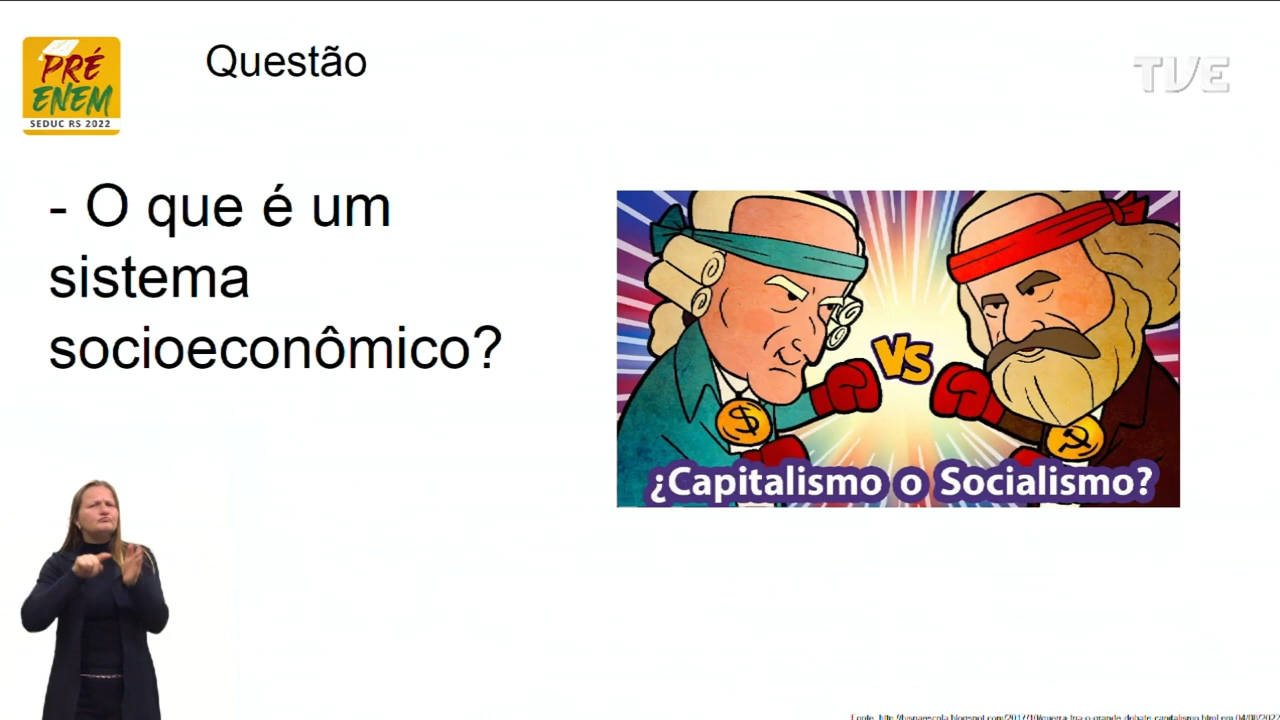 PRÉ
ENEM
SEDUC RS 2022
Questão
TVE
- O que é um
sistema
socioeconômico?
$
VS
¿Capitalismo o Socialismo?